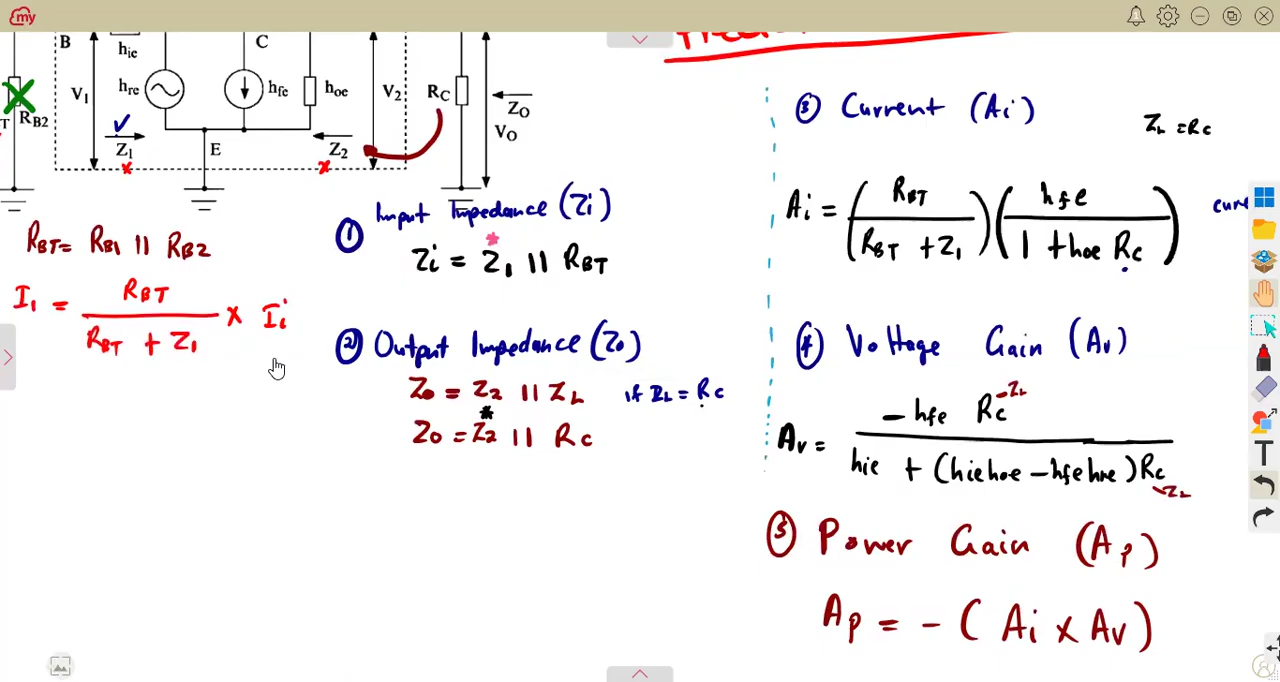 my
B
hie
C
hre
V1
hfe
hoe
V2
RC
ZO
VO
T
RB2
Z1
E
Z2
RBT = RB1 || RB2
I1 = RBT / RBT + Z1 × Ii
① Input Impedance (Zi)
Zi = Z1 || RBT
② Output Impedance (Zo)
Zo = Z2 || ZL if ZL = Rc
Zo = Z2 || Rc
③ Current (Ai)
ZL = Rc
Ai = (RBT / RBT + Z1) (hfe / 1 + hoe Rc)
④ Voltage Gain (Av)
Av = - hfe Rc - ZL / hie + (hie hoe - hfe hre) Rc - ZL
⑤ Power Gain (Ap)
Ap = - (Ai × Av)
T